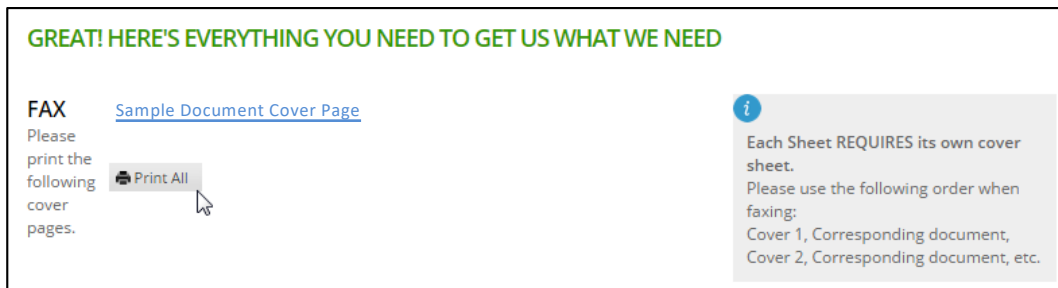 GREAT! HERE'S EVERYTHING YOU NEED TO GET US WHAT WE NEED
FAX
Please
print the
following
cover
pages.
Sample Document Cover Page
Print All
i
Each Sheet REQUIRES its own cover
sheet.
Please use the following order when
faxing:
Cover 1, Corresponding document,
Cover 2, Corresponding document, etc.